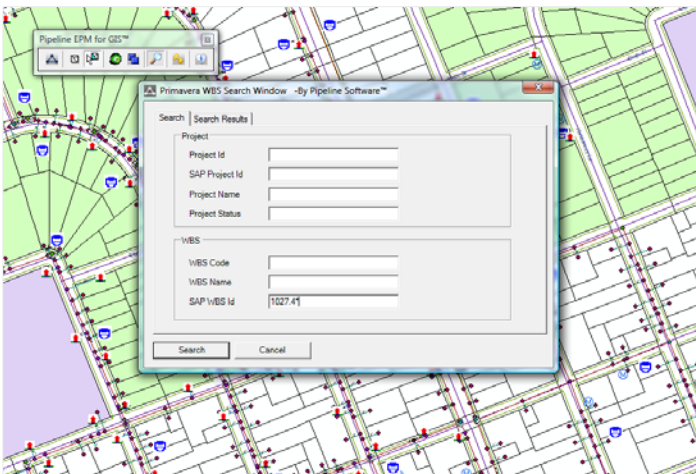 Pipeline EPM for GIS™
Primavera WBS Search Window -By Pipeline Software™
Search Search Results
Project
Project Id
SAP Project Id
Project Name
Project Status
WBS
WBS Code
WBS Name
SAP WBS Id 1027.4*
Search Cancel